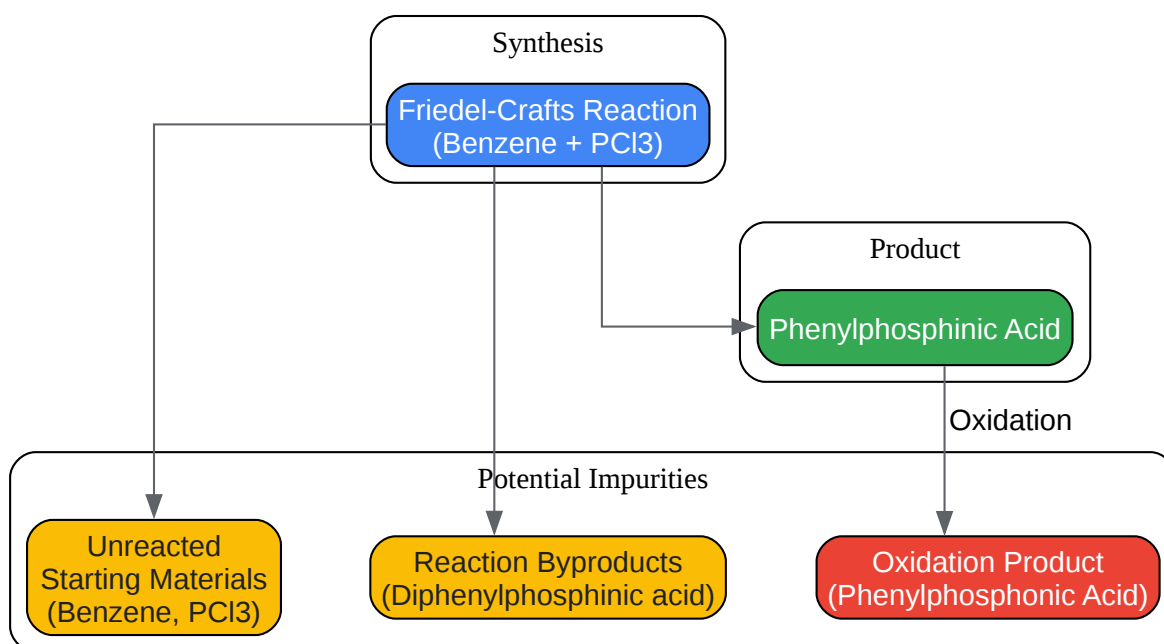 Synthesis
Friedel-Crafts Reaction
(Benzene + PCl3)
Product
Phenylphosphinic Acid
Oxidation
Potential Impurities
Unreacted
Starting Materials
(Benzene, PCl3)
Reaction Byproducts
(Diphenylphosphinic acid)
Oxidation Product
(Phenylphosphonic Acid)